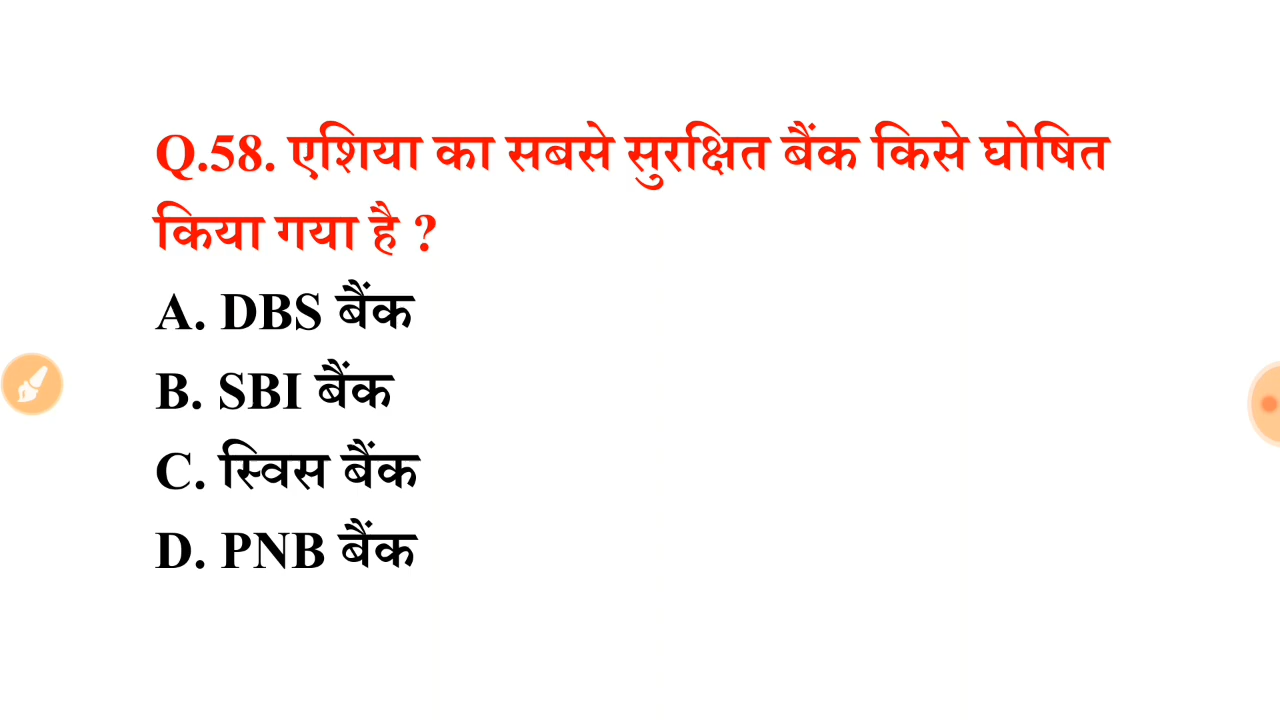 Q.58. एशिया का सबसे सुरक्षित बैंक किसे घोषित
किया गया है ?
A. DBS बैंक
B. SBI बैंक
C. स्विस बैंक
D. PNB बैंक